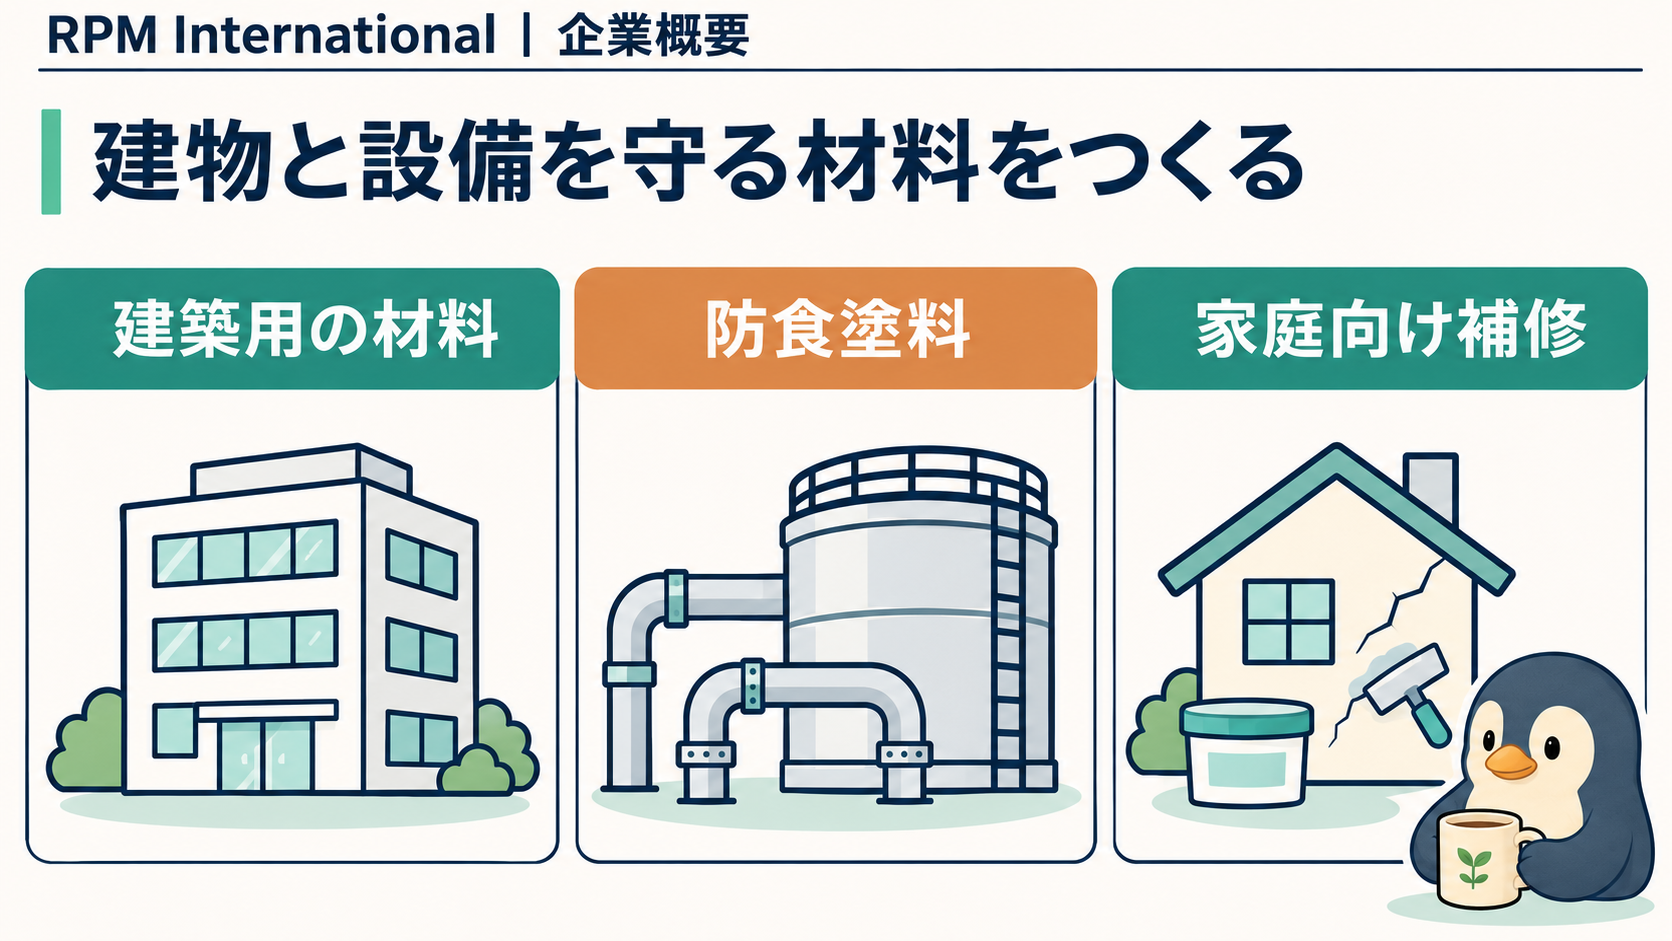 RPM International | 企業概要
建物と設備を守る材料をつくる
建築用の材料
防食塗料
家庭向け補修